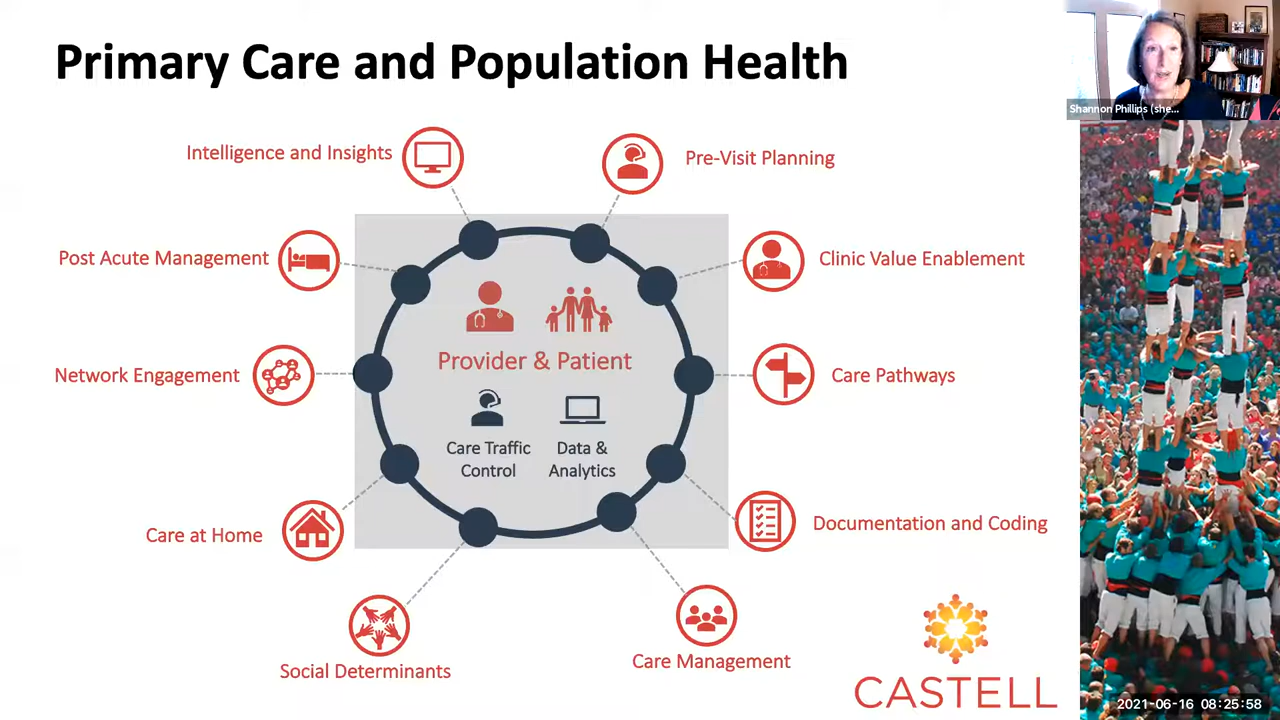 Primary Care and Population Health
Shannon Phillips (she...
Intelligence and Insights
Pre-Visit Planning
Post Acute Management
Clinic Value Enablement
Provider & Patient
Network Engagement
Care Pathways
Care Traffic
Control
Data &
Analytics
Care at Home
Documentation and Coding
Social Determinants
Care Management
CASTELL
2021-06-16 08:25:58